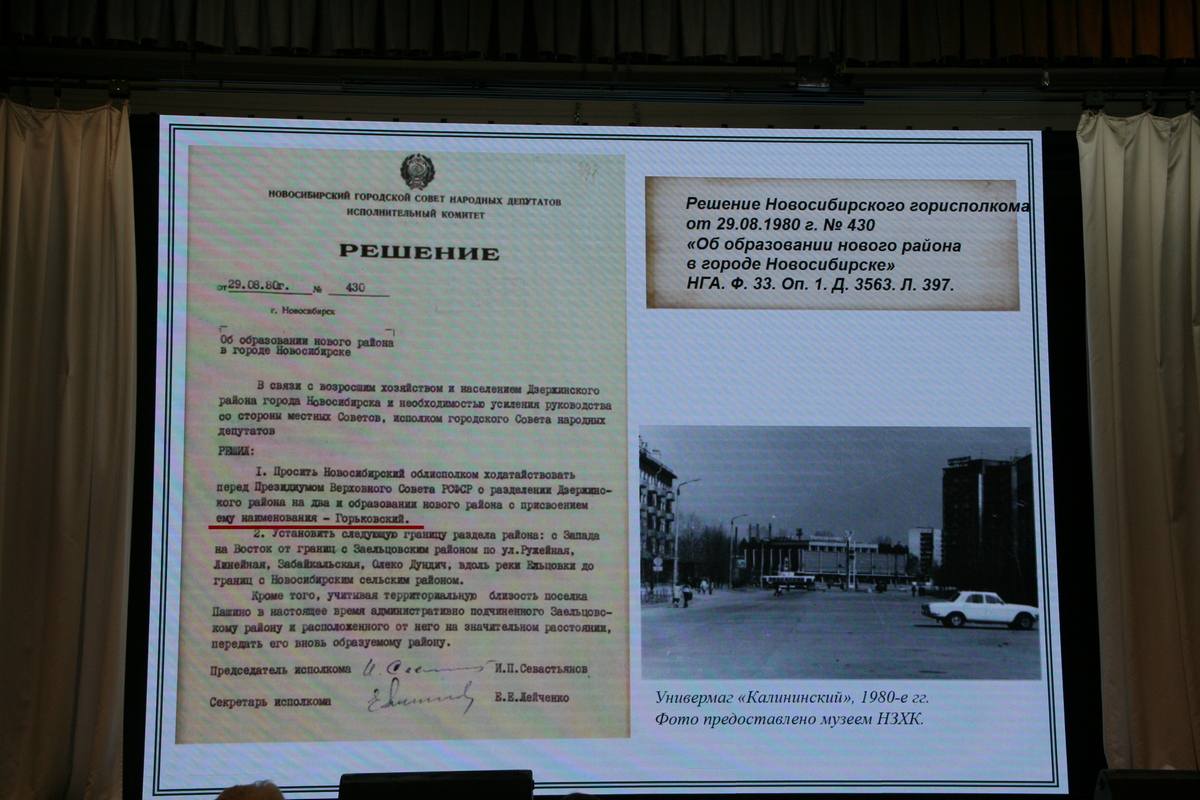 НОВОСИБИРСКИЙ ГОРОДСКОЙ СОВЕТ НАРОДНЫХ ДЕПУТАТОВ
ИСПОЛНИТЕЛЬНЫЙ КОМИТЕТ
РЕШЕНИЕ
от 29.08.80г. № 430
г. Новосибирск
Об образовании нового района
в городе Новосибирске
В связи с возросшим хозяйством и населением Дзержинского
района города Новосибирска и необходимостью усиления руководства
со стороны местных Советов, исполком городского Совета народных
депутатов
РЕШИЛ:
1. Просить Новосибирский облисполком ходатайствовать
перед Президиумом Верховного Совета РСФСР о разделении Дзержинс-
кого района на два и образовании нового района с присвоением
ему наименования – Горьковский.
2. Установить следующую границу раздела района: с Запада
на Восток от границ с Заельцовским районом по ул.Ружейная,
Линейная, Забайкальская, Олеко Дундич, вдоль реки Ельцовки до
границ с Новосибирским сельским районом.
Кроме того, учитивая территориальную близость поселка
Пашино в настоящее время административно подчиненного Заельцовс-
кому району и расположенного от него на значительном расстоянии,
передать его вновь образуемому району.
Председатель исполкома И.П.Севастьянов
Секретарь исполкома Е.Е.Лейченко
Решение Новосибирского горисполкома
от 29.08.1980 г. № 430
«Об образовании нового района
в городе Новосибирске»
НГА. Ф. 33. Оп. 1. Д. 3563. Л. 397.
Универмаг «Калининский», 1980-е гг.
Фото предоставлено музеем НЗХК.